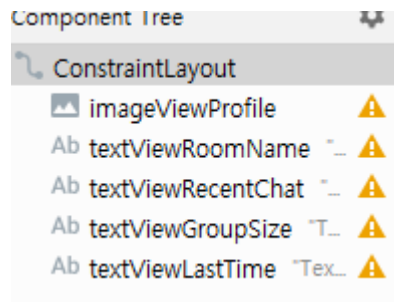 Component Tree
ConstraintLayout
imageViewProfile
Ab textViewRoomName "...
Ab textViewRecentChat "...
Ab textViewGroupSize "T...
Ab textViewLastTime "Tex...